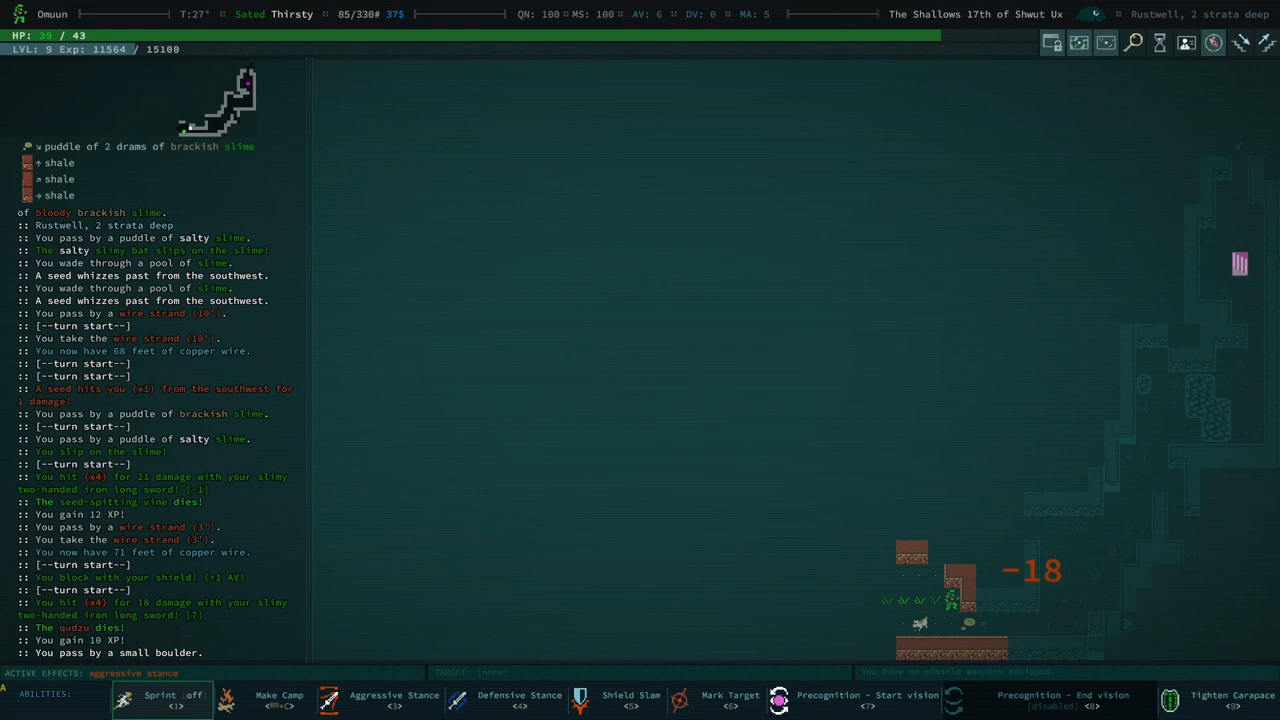 Omuun T:27° Sated Thirsty 85/330# 37$ QN: 100 MS: 100 AV: 6 DV: 0 MA: 5 The Shallows 17th of Shwut Ux Rustwell, 2 strata deep
HP: 39 / 43
LVL: 9 Exp: 11564 / 15100
puddle of 2 drams of brackish slime
shale
shale
shale
of bloody brackish slime.
:: Rustwell, 2 strata deep
:: You pass by a puddle of salty slime.
:: The salty slimy bat slips on the slime!
:: You wade through a pool of slime.
:: A seed whizzes past from the southwest.
:: You wade through a pool of slime.
:: A seed whizzes past from the southwest.
:: You pass by a wire strand (10').
:: [--turn start--]
:: You take the wire strand (10').
:: You now have 68 feet of copper wire.
:: [--turn start--]
:: [--turn start--]
:: A seed hits you (x1) from the southwest for
1 damage!
:: You pass by a puddle of brackish slime.
:: [--turn start--]
:: You pass by a puddle of salty slime.
:: You slip on the slime!
:: [--turn start--]
:: You hit (x4) for 21 damage with your slimy
two-handed iron long sword! [-1]
:: The seed-spitting vine dies!
:: You gain 12 XP!
:: You pass by a wire strand (3').
:: You take the wire strand (3').
:: You now have 71 feet of copper wire.
:: [--turn start--]
:: You block with your shield! (+1 AV)
:: [--turn start--]
:: You hit (x4) for 18 damage with your slimy
two-handed iron long sword! [7]
:: The qudzu dies!
:: You gain 10 XP!
:: You pass by a small boulder.
-18
ACTIVE EFFECTS: aggressive stance TARGET: [none] You have no missile weapons equipped.
A
ABILITIES: Sprint [off] <1> Make Camp <==+C> Aggressive Stance <3> Defensive Stance <4> Shield Slam <5> Mark Target <6> Precognition - Start vision <7> Precognition - End vision [disabled] <8> Tighten Carapace <9>